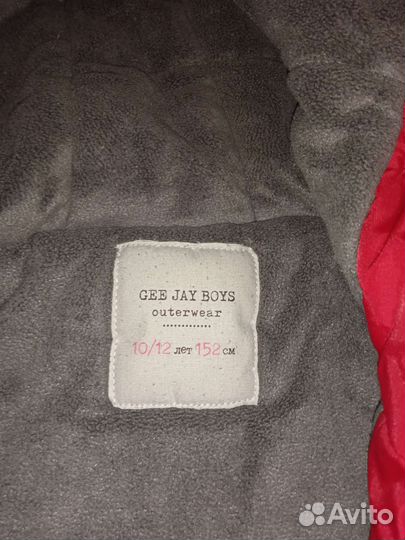 GEE JAY BOYS
outerwear
10/12 лет 152 см
Avito